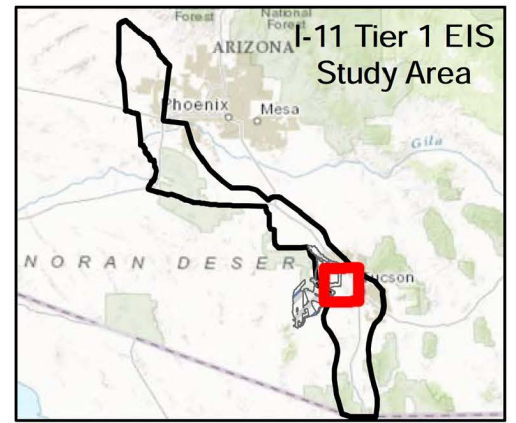 Forest
National
Forest
ARIZONA
I-11 Tier 1 EIS
Study Area
Phoenix
Mesa
Gila
NORAN DESER
ucson